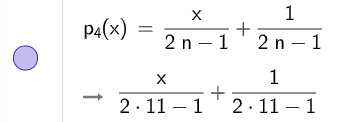 p₄(x) = x/(2 n − 1) + 1/(2 n − 1)
→ x/(2 · 11 − 1) + 1/(2 · 11 − 1)